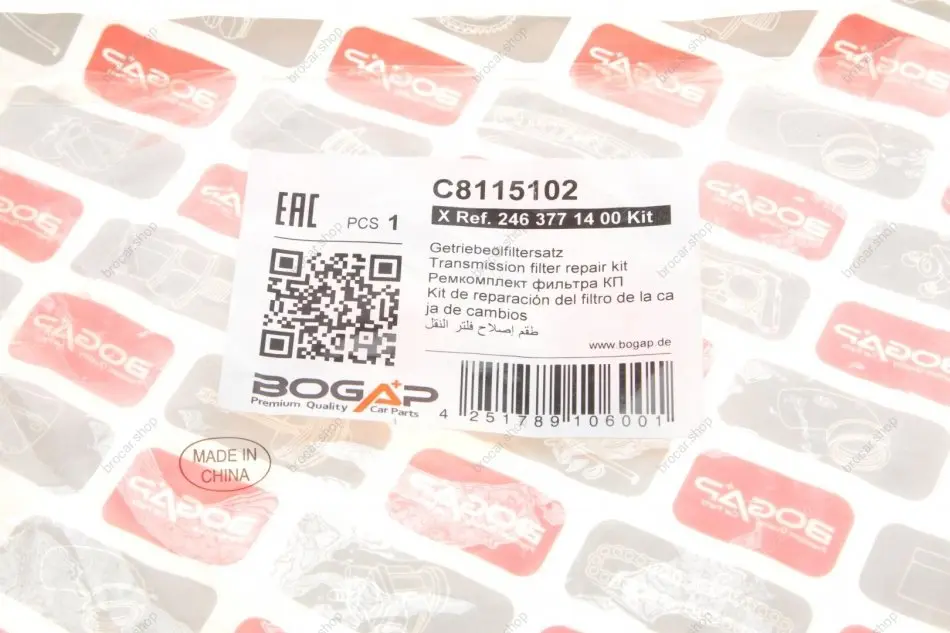 EAC
PCS 1
C8115102
X Ref. 246 377 14 00 Kit
Getriebeölfiltersatz
Transmission filter repair kit
Ремкомплект фильтра КП
Kit de reparación del filtro de la ca
ja de cambios
طقم إصلاح فلتر النقل
www.bogap.de
BOGAP
Premium Quality Car Parts
4 251789 106001
MADE IN
CHINA
brocar.shop